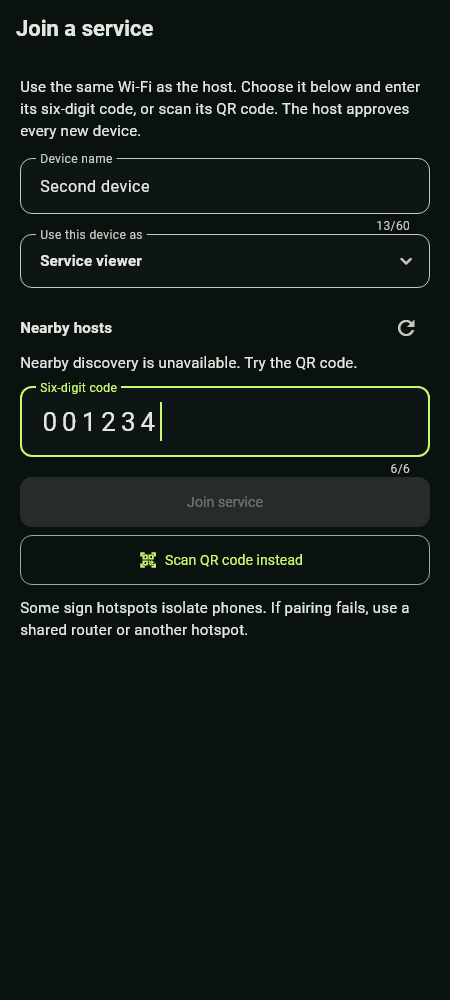 Join a service
Use the same Wi-Fi as the host. Choose it below and enter
its six-digit code, or scan its QR code. The host approves
every new device.
Device name
Second device
13/60
Use this device as
Service viewer
Nearby hosts
Nearby discovery is unavailable. Try the QR code.
Six-digit code
001234
6/6
Join service
Scan QR code instead
Some sign hotspots isolate phones. If pairing fails, use a
shared router or another hotspot.